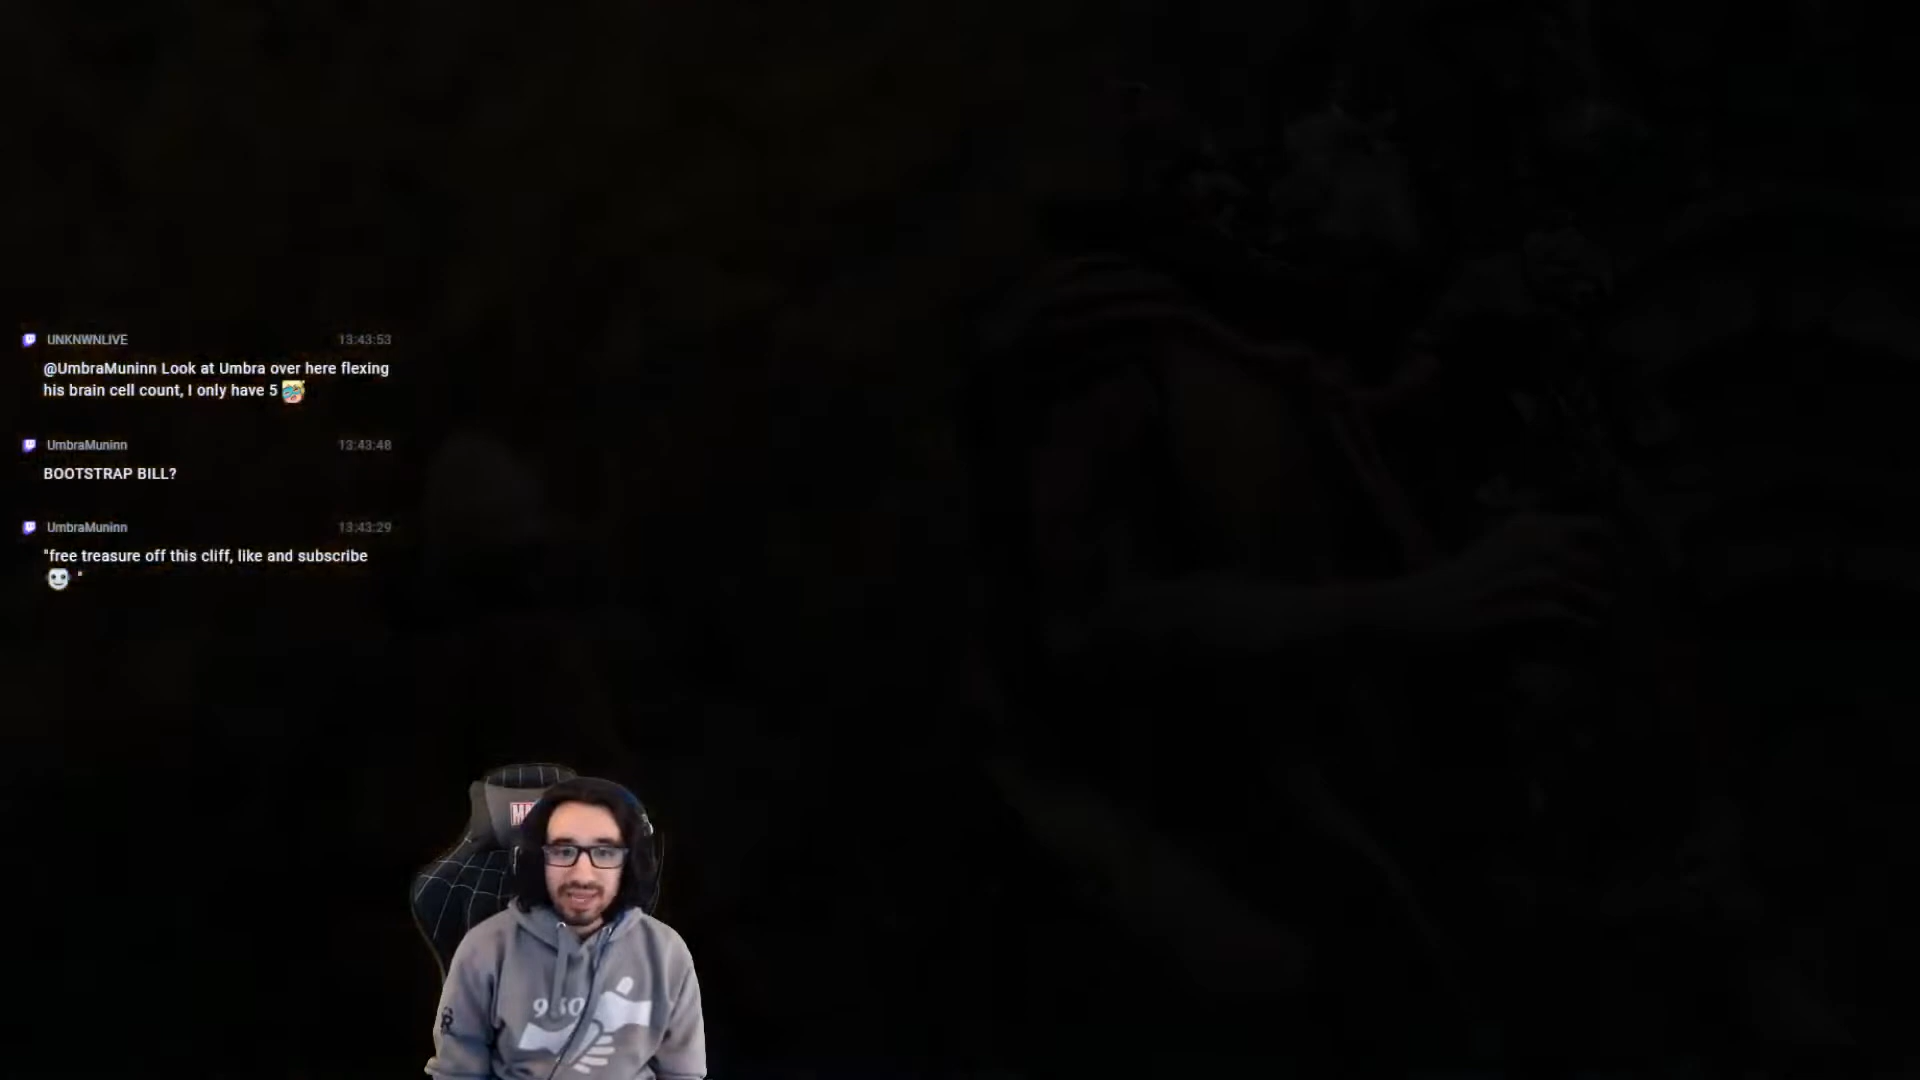 UNKNWNLIVE 13:43:53
@UmbraMuninn Look at Umbra over here flexing
his brain cell count, I only have 5
UmbraMuninn 13:43:48
BOOTSTRAP BILL?
UmbraMuninn 13:43:29
"free treasure off this cliff, like and subscribe
"